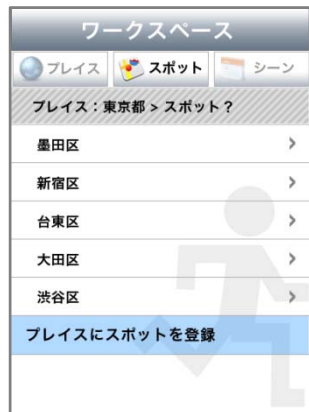 ワークスペース
プレイス スポット シーン
プレイス：東京都 > スポット？
墨田区
新宿区
台東区
大田区
渋谷区
プレイスにスポットを登録